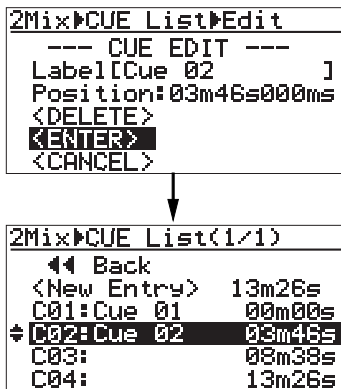 2Mix▶CUE List▶Edit
--- CUE EDIT ---
Label[Cue 02 ]
Position:03m46s000ms
<DELETE>
<ENTER>
<CANCEL>
2Mix▶CUE List(1/1)
◀◀ Back
<New Entry> 13m26s
C01:Cue 01 00m00s
C02:Cue 02 03m46s
C03: 08m38s
C04: 13m26s